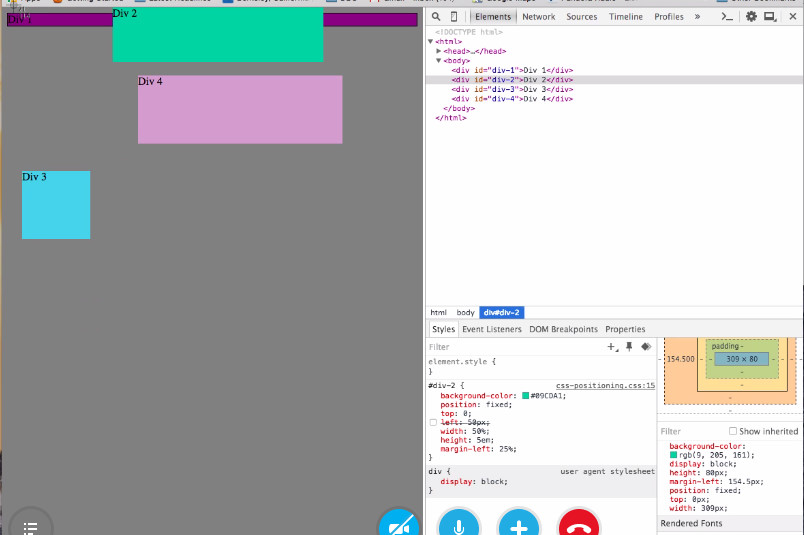 Div 1
Div 2
Div 4
Div 3
Elements Network Sources Timeline Profiles »
<!DOCTYPE html>
<html>
<head>…</head>
<body>
<div id="div-1">Div 1</div>
<div id="div-2">Div 2</div>
<div id="div-3">Div 3</div>
<div id="div-4">Div 4</div>
</body>
</html>
html body div#div-2
Styles Event Listeners DOM Breakpoints Properties
Filter
element.style {
}
#div-2 { css-positioning.css:15
background-color: #09CDA1;
position: fixed;
top: 0;
left: 50px;
width: 50%;
height: 5em;
margin-left: 25%;
}
div { user agent stylesheet
display: block;
}
padding -
154.500 309 × 80
Filter Show inherited
background-color:
rgb(9, 205, 161);
display: block;
height: 80px;
margin-left: 154.5px;
position: fixed;
top: 0px;
width: 309px;
Rendered Fonts